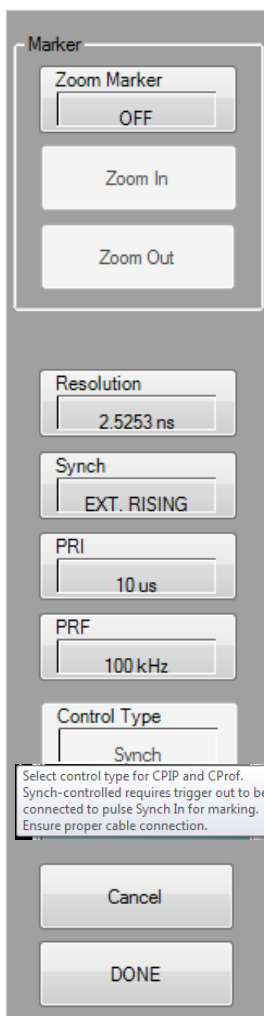 Marker
Zoom Marker
OFF
Zoom In
Zoom Out
Resolution
2.5253 ns
Synch
EXT. RISING
PRI
10 us
PRF
100 kHz
Control Type
Synch
Select control type for CPIP and CProf.
Synch-controlled requires trigger out to be
connected to pulse Synch In for marking.
Ensure proper cable connection.
Cancel
DONE